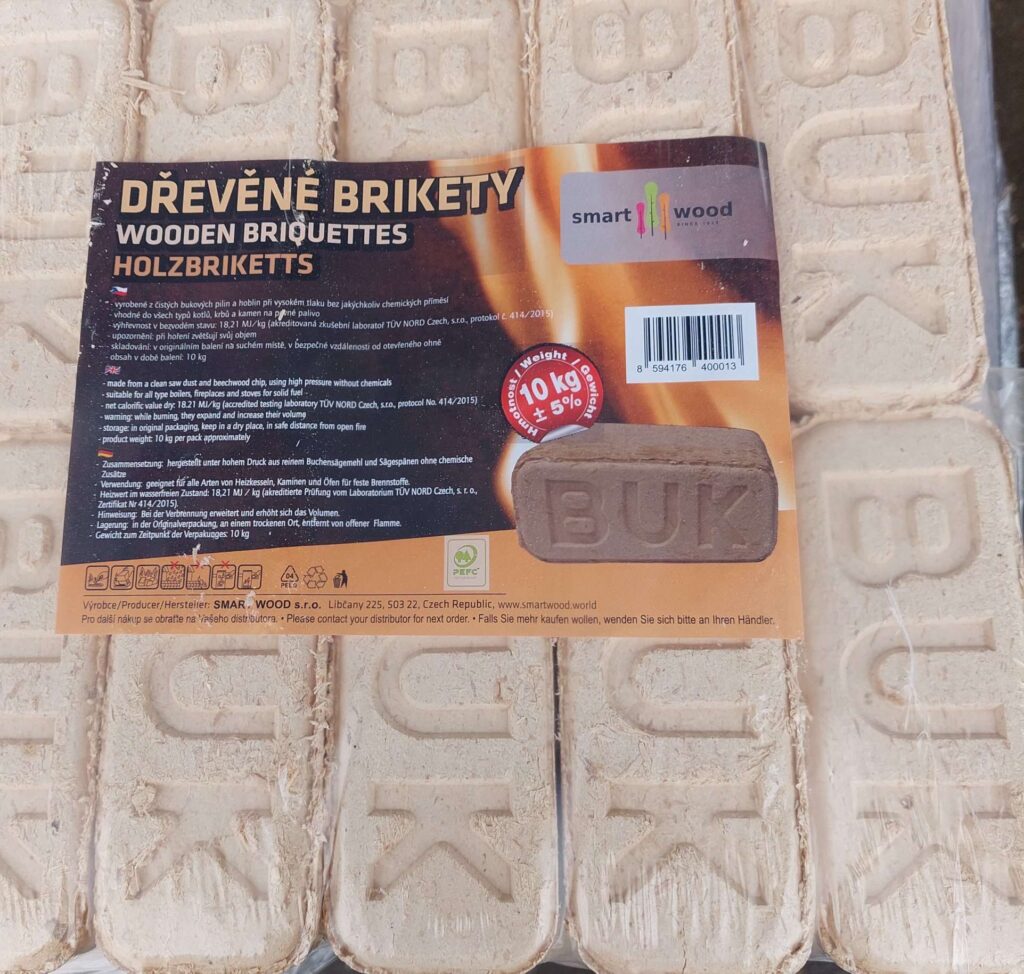 BUK
BUK
BUK
BUK
BUK
DŘEVĚNÉ BRIKETY
WOODEN BRIQUETTES
HOLZBRIKETTS
smart wood
SINCE
- vyrobené z čistých bukových pilin a hoblin při vysokém tlaku bez jakýchkoliv chemických příměsí
- vhodné do všech typů kotlů, krbů a kamen na pevné palivo
- výhřevnost v bezvodém stavu: 18,21 MJ/kg (akreditovaná zkušební laboratoř TÜV NORD Czech, s.r.o., protokol č. 414/2015)
- upozornění: při hoření zvětšují svůj objem
- skladování: v originálním balení na suchém místě, v bezpečné vzdálenosti od otevřeného ohně
- obsah v době balení: 10 kg
- made from a clean saw dust and beechwood chip, using high pressure without chemicals
- suitable for all type boilers, fireplaces and stoves for solid fuel
- net calorific value dry: 18.21 MJ/kg (accredited testing laboratory TÜV NORD Czech, s.r.o., protocol No. 414/2015)
- warning: while burning, they expand and increase their volume
- storage: in original packaging, keep in a dry place, in safe distance from open fire
- product weight: 10 kg per pack approximately
- Zusammensetzung: hergestellt unter hohem Druck aus reinem Buchensägemehl und Sägespänen ohne chemische
Zusätze
Verwendung: geeignet für alle Arten von Heizkesseln, Kaminen und Öfen für feste Brennstoffe.
- Heizwert im wasserfreien Zustand: 18,21 MJ / kg (akreditierte Prüfung vom Laboratorium TÜV NORD Czech, s. r. o.,
Zertifikat Nr 414/2015).
- Hinweisung: Bei der Verbrennung erweitert und erhöht sich das Volumen.
- Lagerung: in der Originalverpackung, an einem trockenen Ort, entfernt von offener Flamme.
- Gewicht zum Zeitpunkt der Verpakugges: 10 kg
Hmotnost / Weight / Gewicht
10 kg
± 5%
8 594176 400013
BUK
04
PEFC
Výrobce/Producer/Hersteller: SMART WOOD s.r.o. Libčany 225, 503 22, Czech Republic, www.smartwood.world
Pro další nákup se obraťte na Vašeho distributora. • Please contact your distributor for next order. • Falls Sie mehr kaufen wollen, wenden Sie sich bitte an Ihren Händler.
BUK
UK
UK
UK
BUK